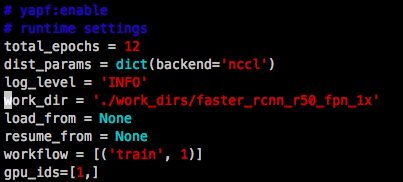 # yapf:enable
# runtime settings
total_epochs = 12
dist_params = dict(backend='nccl')
log_level = 'INFO'
work_dir = './work_dirs/faster_rcnn_r50_fpn_1x'
load_from = None
resume_from = None
workflow = [('train', 1)]
gpu_ids=[1,]